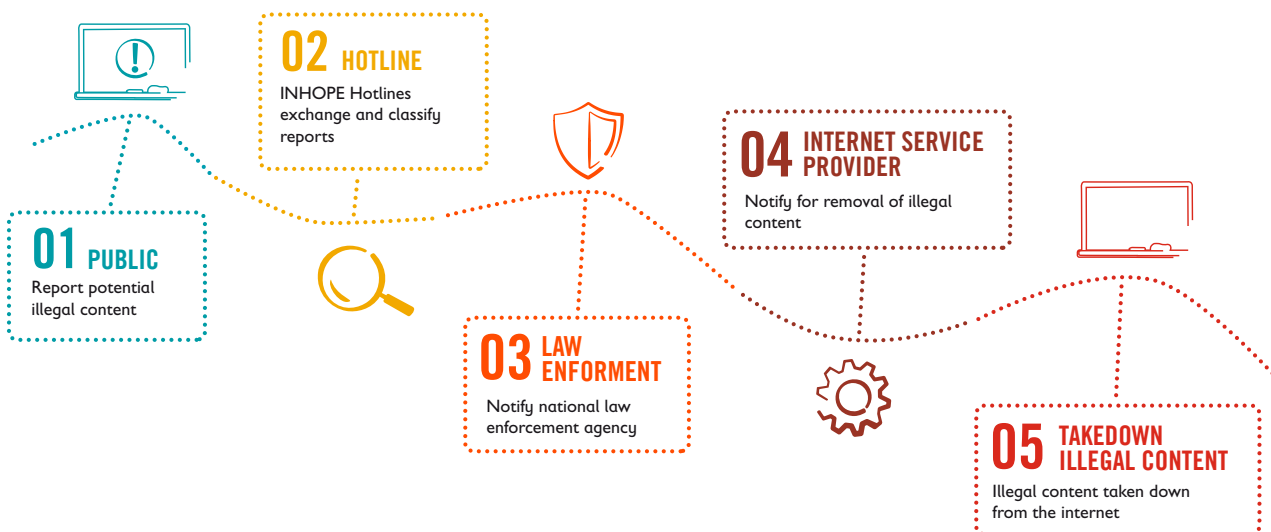 01 PUBLIC
Report potential
illegal content
02 HOTLINE
INHOPE Hotlines
exchange and classify
reports
03 LAW
ENFORMENT
Notify national law
enforcement agency
04 INTERNET SERVICE
PROVIDER
Notify for removal of illegal
content
05 TAKEDOWN
ILLEGAL CONTENT
Illegal content taken down
from the internet